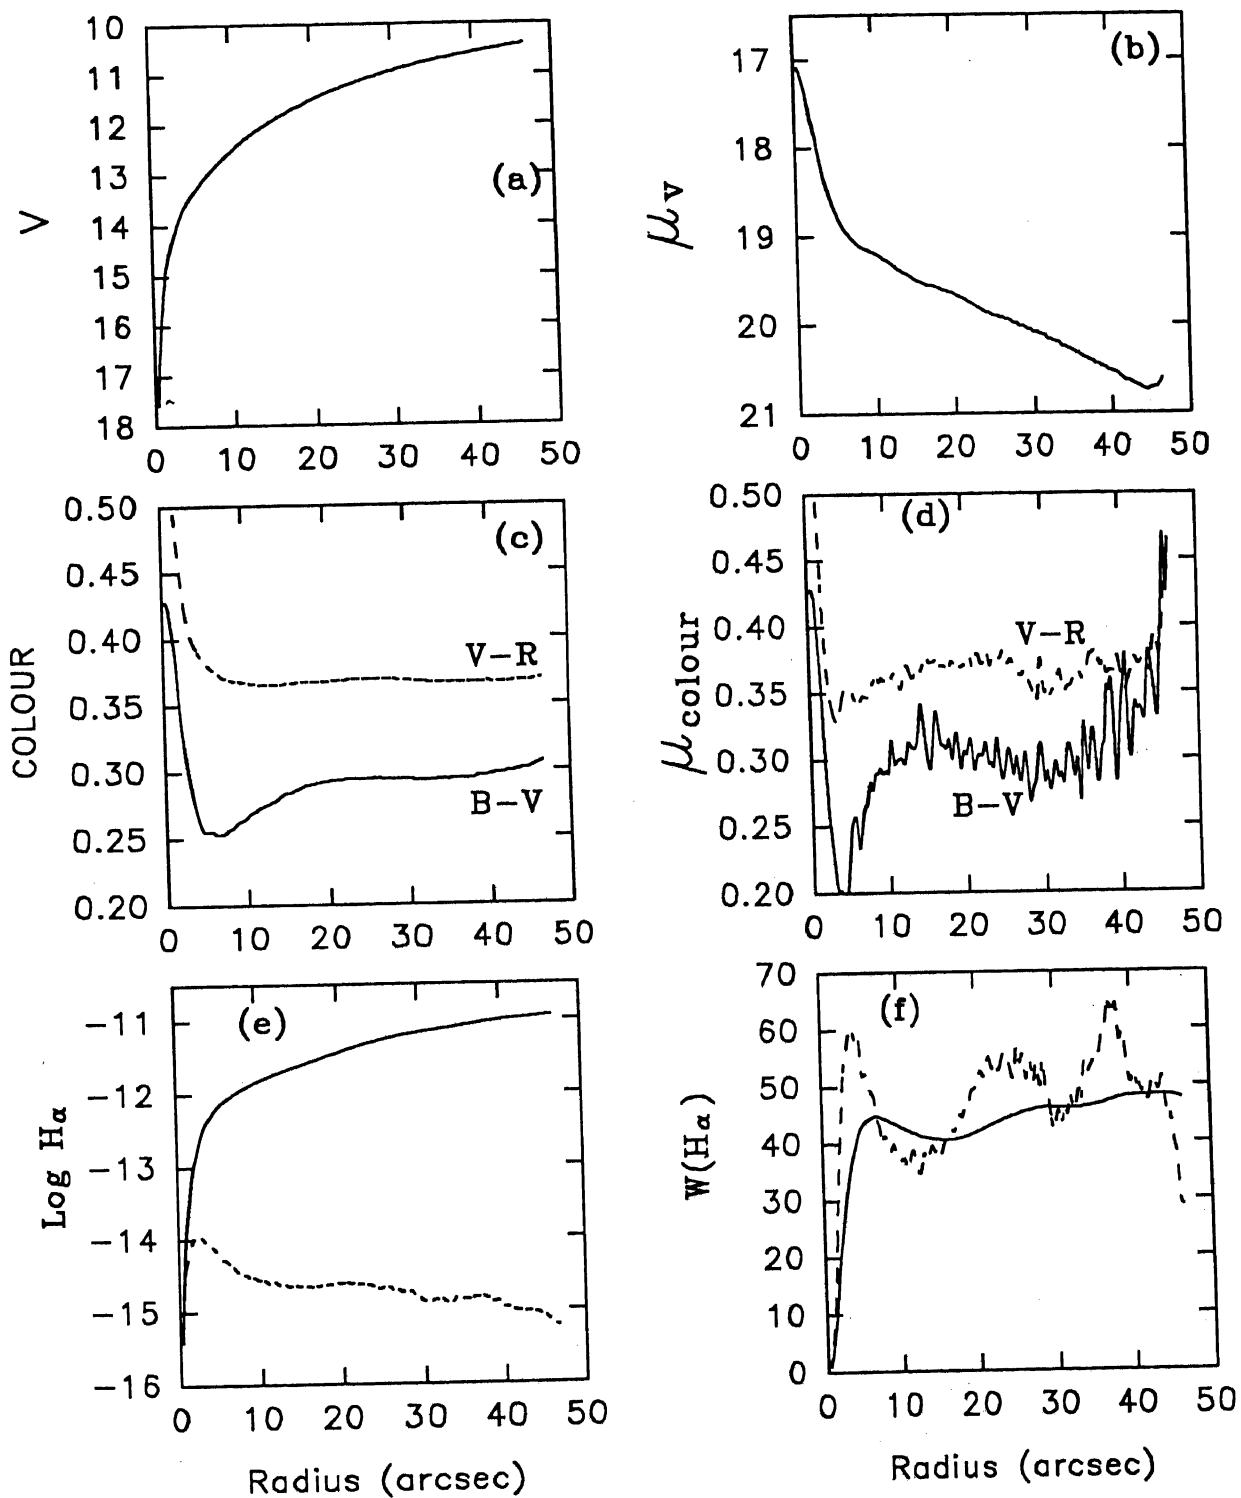 10
11
12
13
14
15
16
17
18
V
(a)
0 10 20 30 40 50
17
18
19
20
21
μv
(b)
0 10 20 30 40 50
0.50
0.45
0.40
0.35
0.30
0.25
0.20
COLOUR
(c)
V-R
B-V
0 10 20 30 40 50
0.50
0.45
0.40
0.35
0.30
0.25
0.20
μcolour
(d)
V-R
B-V
0 10 20 30 40 50
-11
-12
-13
-14
-15
-16
Log Hα
(e)
0 10 20 30 40 50
Radius (arcsec)
70
60
50
40
30
20
10
0
W(Hα)
(f)
0 10 20 30 40 50
Radius (arcsec)